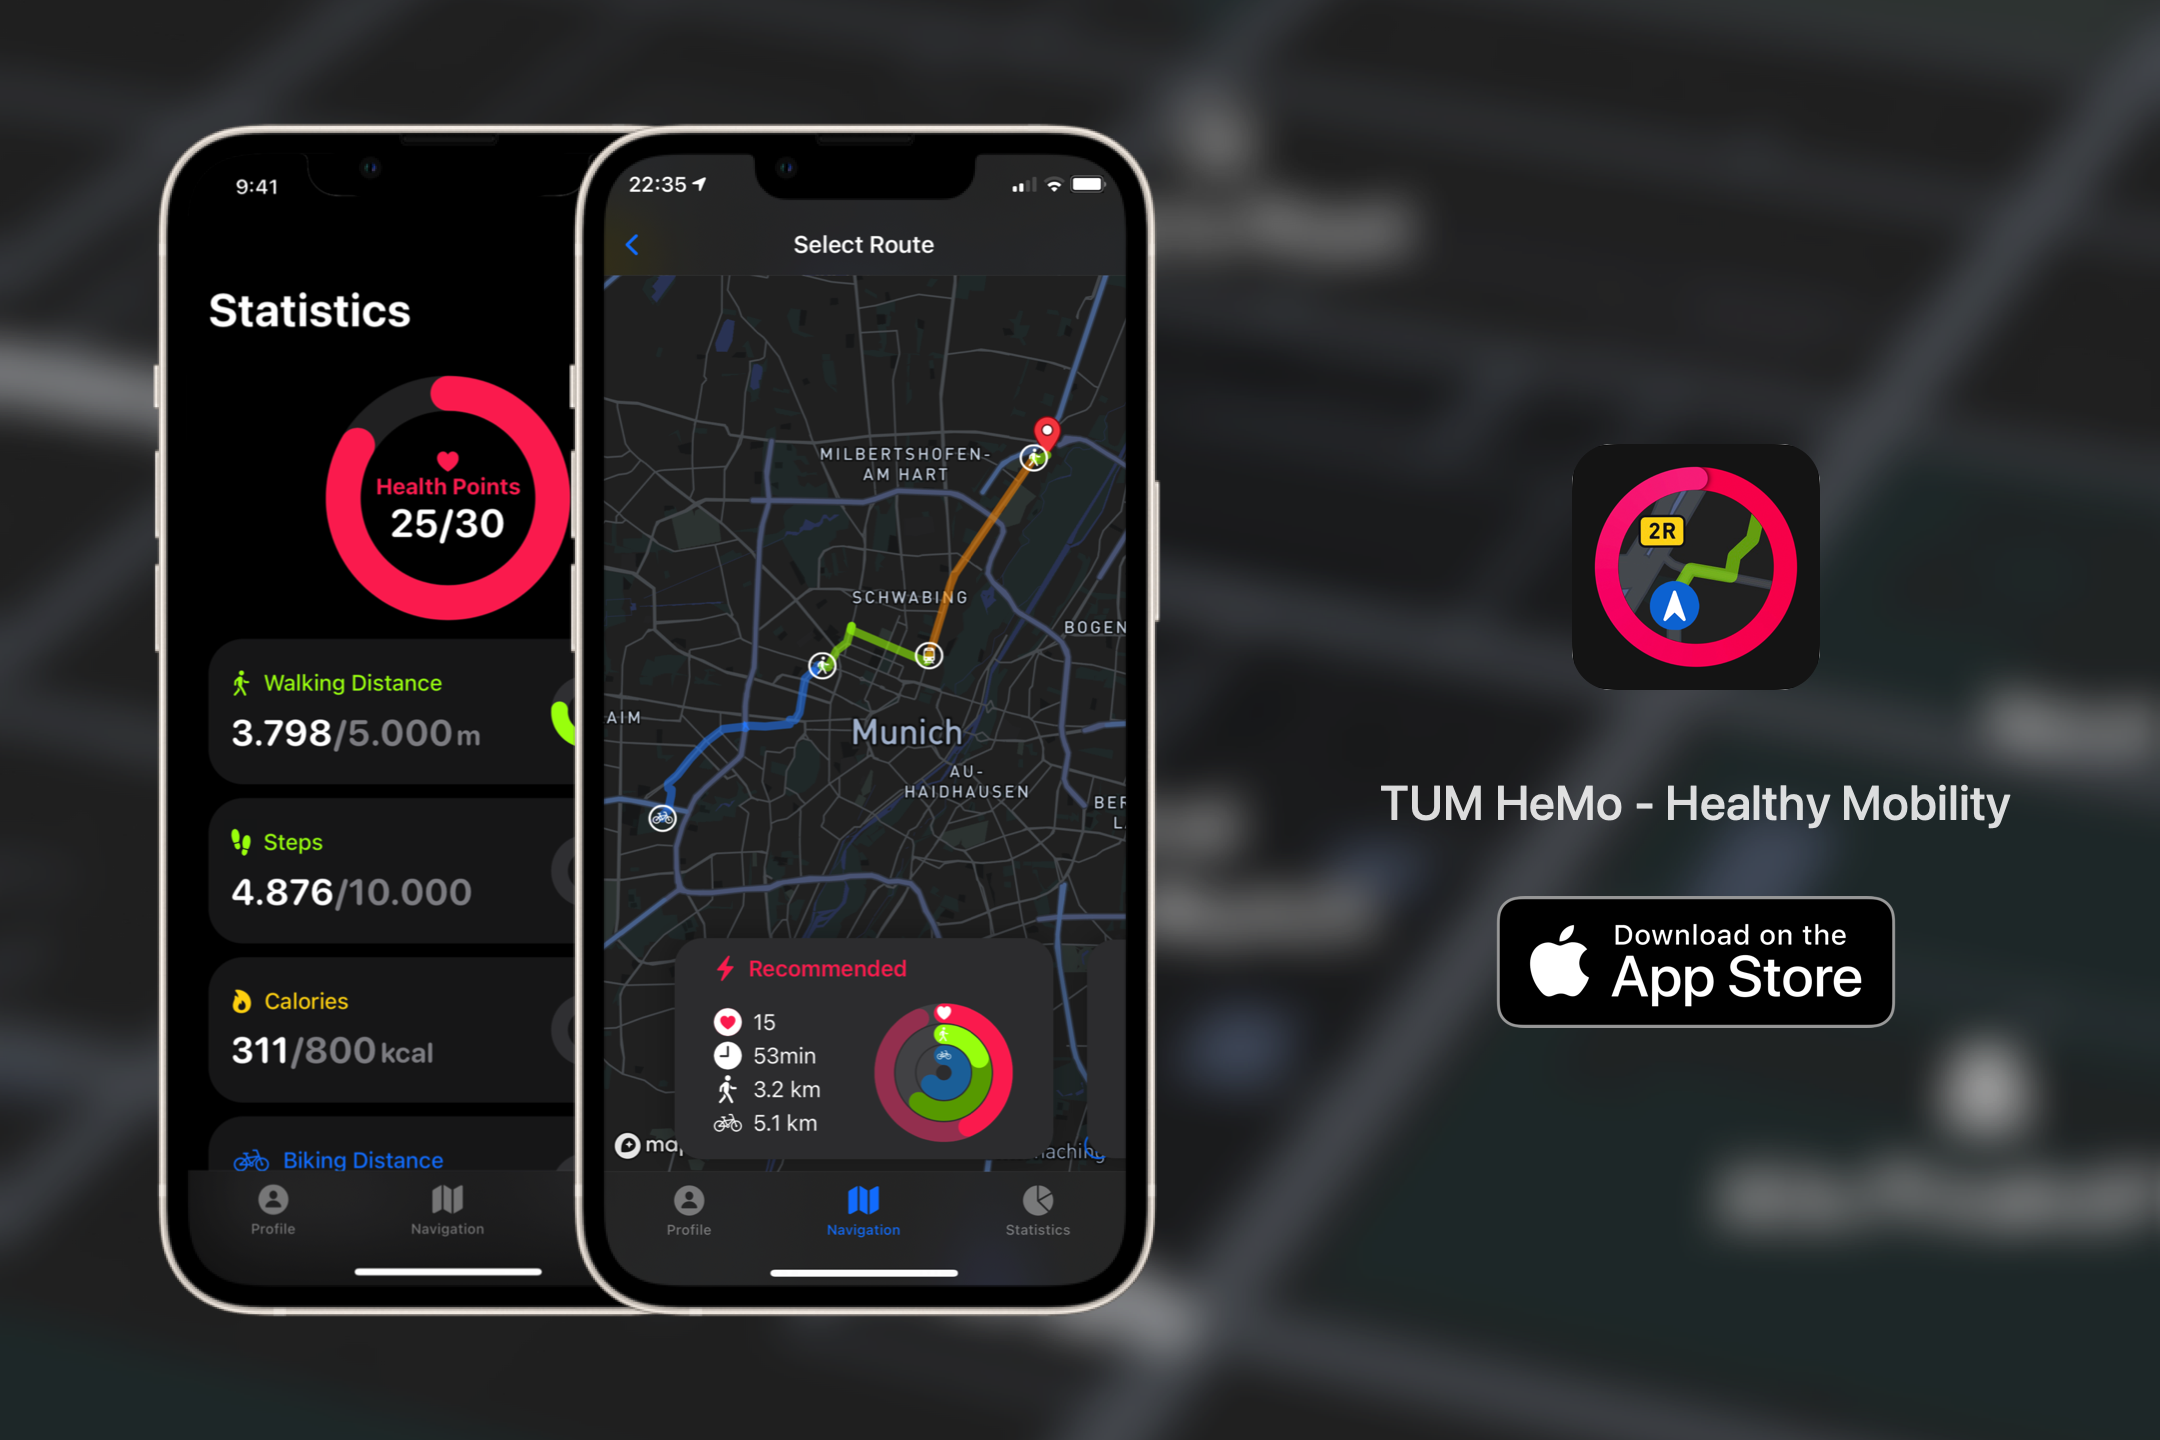 9:41
Statistics
Health Points
25/30
Walking Distance
3.798/5.000m
Steps
4.876/10.000
Calories
311/800kcal
Biking Distance
Profile
Navigation
22:35
Select Route
MILBERTSHOFEN-
AM HART
SCHWABING
BOGEN
AIM
Munich
AU-
HAIDHAUSEN
BER
L
Recommended
15
53min
3.2 km
5.1 km
Profile
Navigation
Statistics
2R
TUM HeMo - Healthy Mobility
Download on the
App Store